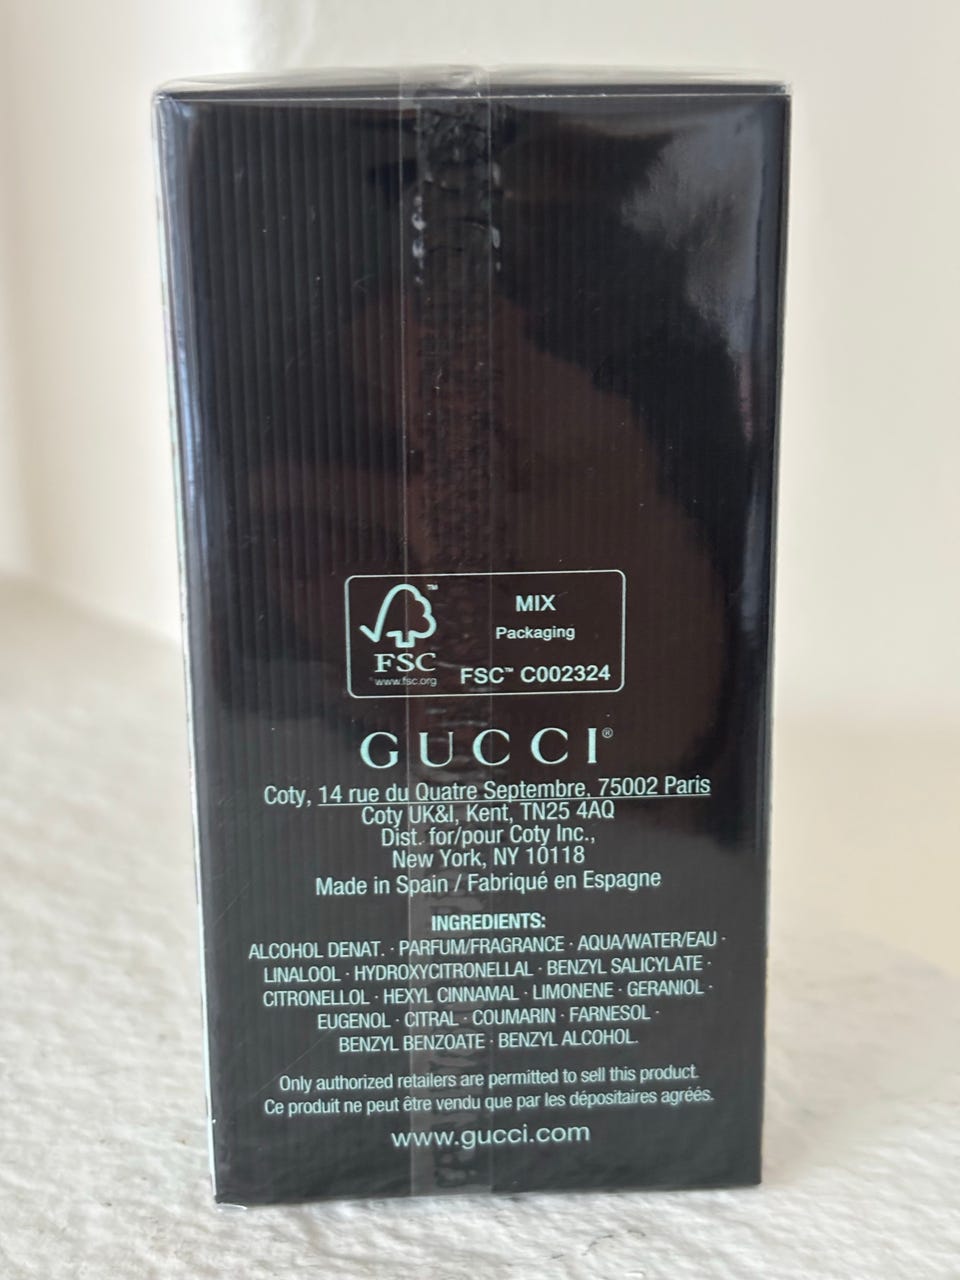 MIX
Packaging
FSC™
www.fsc.org
FSC™ C002324
GUCCI®
Coty, 14 rue du Quatre Septembre, 75002 Paris
Coty UK&I, Kent, TN25 4AQ
Dist. for/pour Coty Inc.,
New York, NY 10118
Made in Spain / Fabriqué en Espagne
INGREDIENTS:
ALCOHOL DENAT. · PARFUM/FRAGRANCE · AQUA/WATER/EAU ·
LINALOOL · HYDROXYCITRONELLAL · BENZYL SALICYLATE ·
CITRONELLOL · HEXYL CINNAMAL · LIMONENE · GERANIOL ·
EUGENOL · CITRAL · COUMARIN · FARNESOL ·
BENZYL BENZOATE · BENZYL ALCOHOL.
Only authorized retailers are permitted to sell this product.
Ce produit ne peut être vendu que par les dépositaires agréés.
www.gucci.com